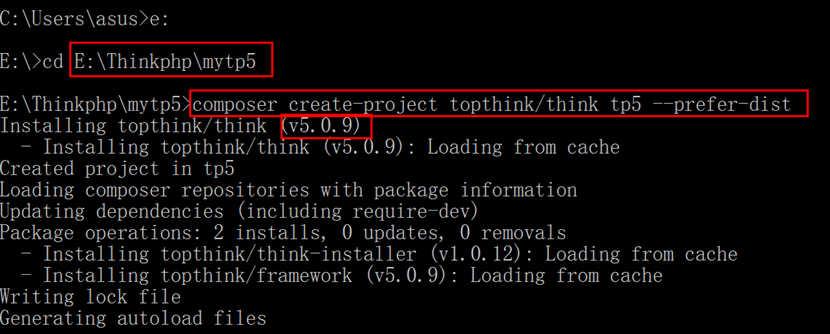 C:\Users\asus>e:
E:\>cd E:\Thinkphp\mytp5
E:\Thinkphp\mytp5>composer create-project topthink/think tp5 --prefer-dist
Installing topthink/think (v5.0.9)
  - Installing topthink/think (v5.0.9): Loading from cache
Created project in tp5
Loading composer repositories with package information
Updating dependencies (including require-dev)
Package operations: 2 installs, 0 updates, 0 removals
  - Installing topthink/think-installer (v1.0.12) Loading from cache
  - Installing topthink/framework (v5.0.9): Loading from cache
Writing lock file
Generating autoload files